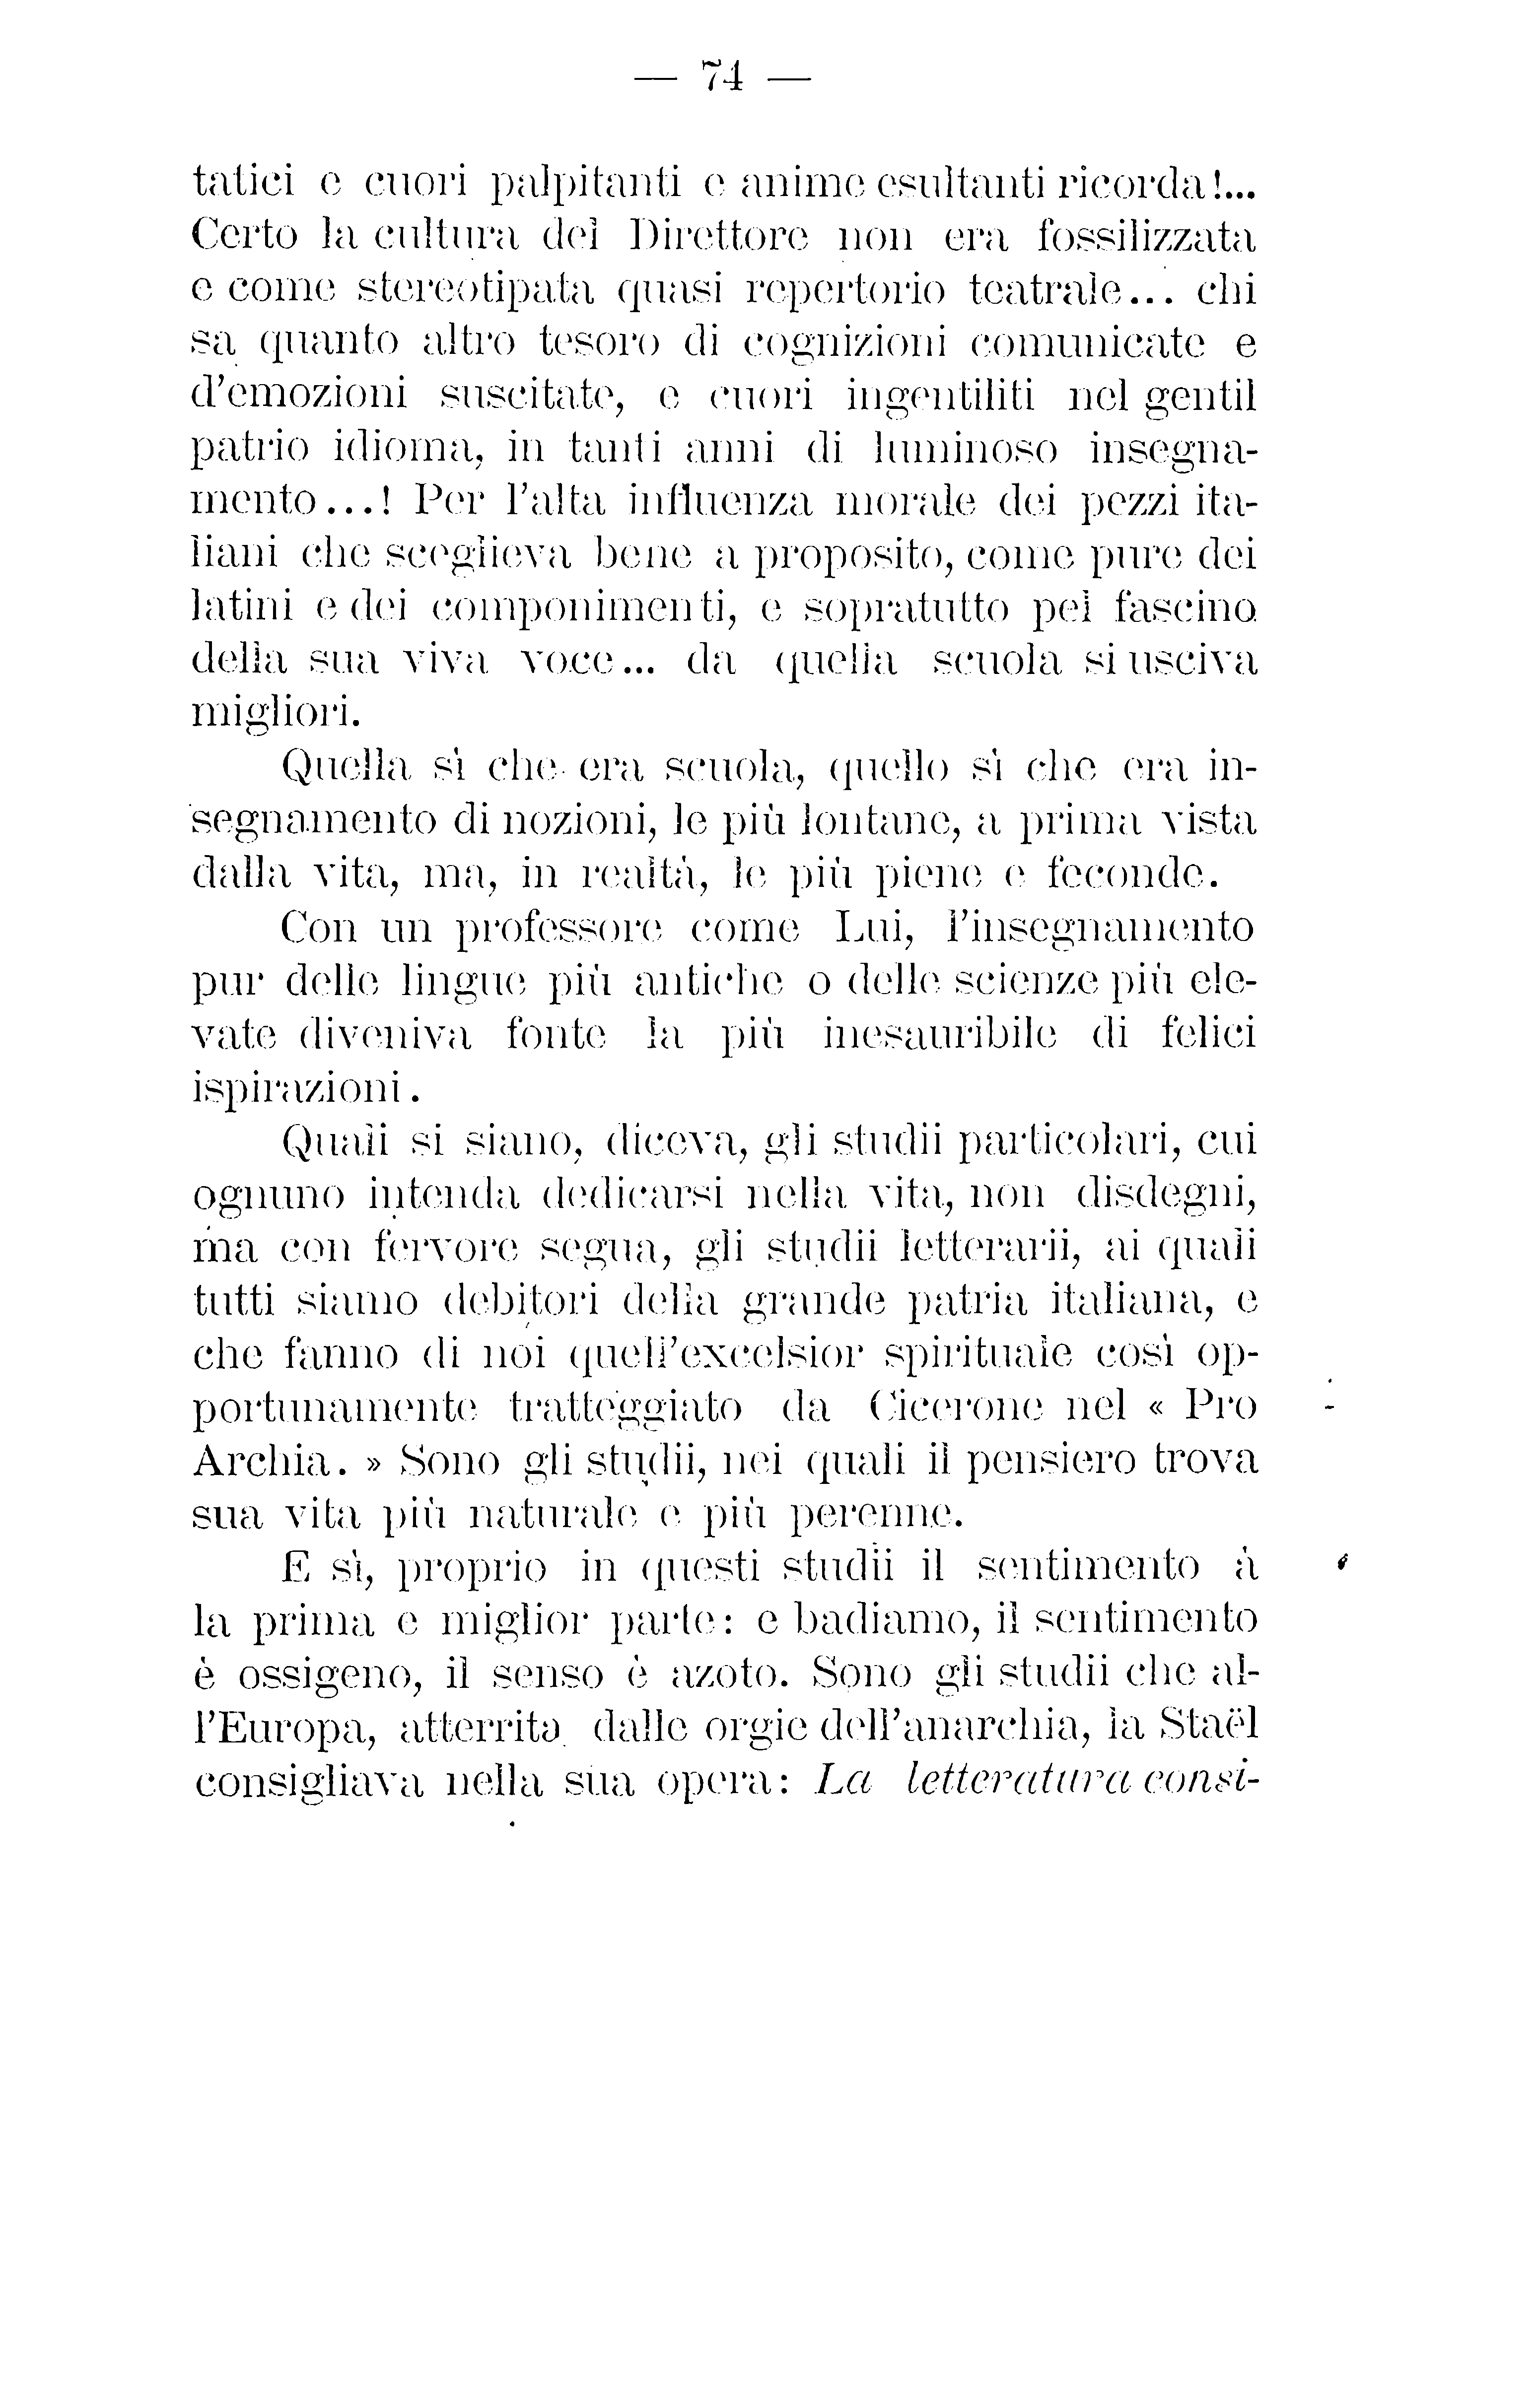 — 74 —
tatici e cuori palpitanti e anime esultanti ricorda!...
Certo la cultura del Direttore non era fossilizzata
e come stereotipata quasi repertorio teatrale... chi
sa quanto altro tesoro di cognizioni comunicate e
d'emozioni suscitate, e cuori ingentiliti nel gentil
patrio idioma, in tanti anni di luminoso insegna-
mento...! Per l'alta influenza morale dei pezzi ita-
liani che sceglieva bene a proposito, come pure dei
latini e dei componimenti, e sopratutto pel fascino
della sua viva voce... da quella scuola si usciva
migliori.
Quella sì che era scuola, quello sì che era in-
segnamento di nozioni, le più lontane, a prima vista
dalla vita, ma, in realtà, le più piene e feconde.
Con un professore come Lui, l'insegnamento
pur delle lingue più antiche o delle scienze più ele-
vate diveniva fonte la più inesauribile di felici
ispirazioni.
Quali si siano, diceva, gli studii particolari, cui
ognuno intenda dedicarsi nella vita, non disdegni,
ma con fervore segua, gli studii letterarii, ai quali
tutti siamo debitori della grande patria italiana, e
che fanno di noi quell'excelsior spirituale così op-
portunamente tratteggiato da Cicerone nel « Pro
Archia. » Sono gli studii, nei quali il pensiero trova
sua vita più naturale e più perenne.
E sì, proprio in questi studii il sentimento à
la prima e miglior parte: e badiamo, il sentimento
è ossigeno, il senso è azoto. Sono gli studii che al-
l'Europa, atterrita dalle orgie dell'anarchia, la Staël
consigliava nella sua opera: La letteratura consi-